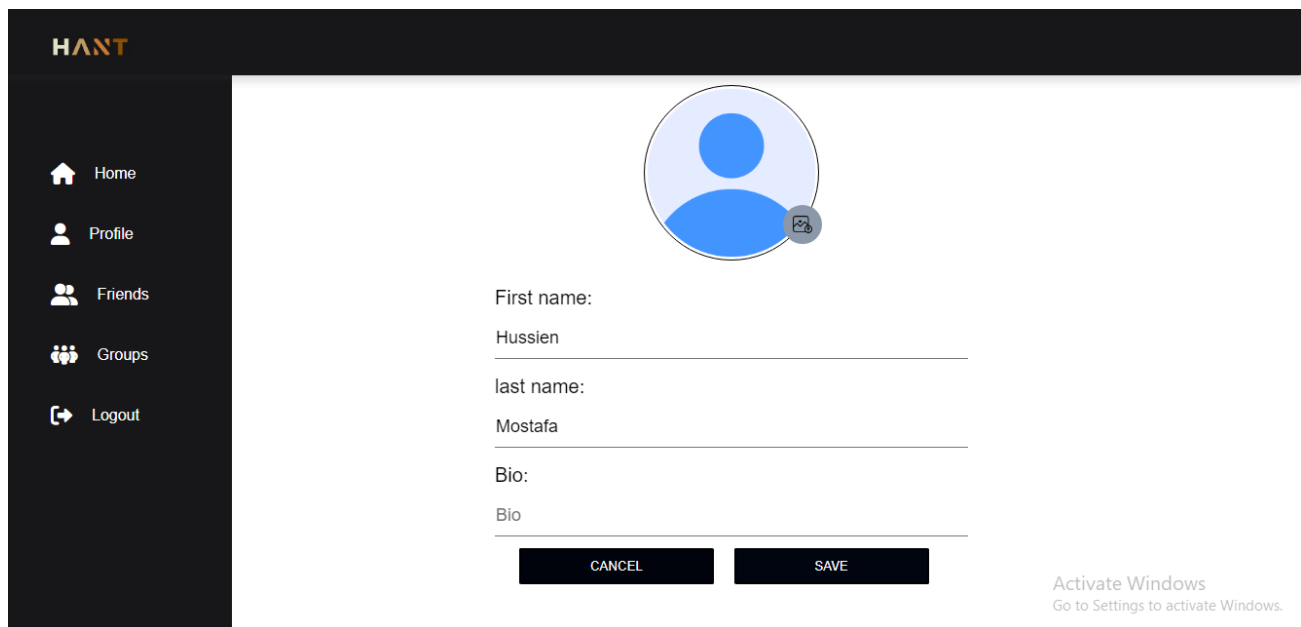 HANT
Home
Profile
Friends
Groups
Logout
First name:
Hussien
last name:
Mostafa
Bio:
Bio
CANCEL
SAVE
Activate Windows
Go to Settings to activate Windows.